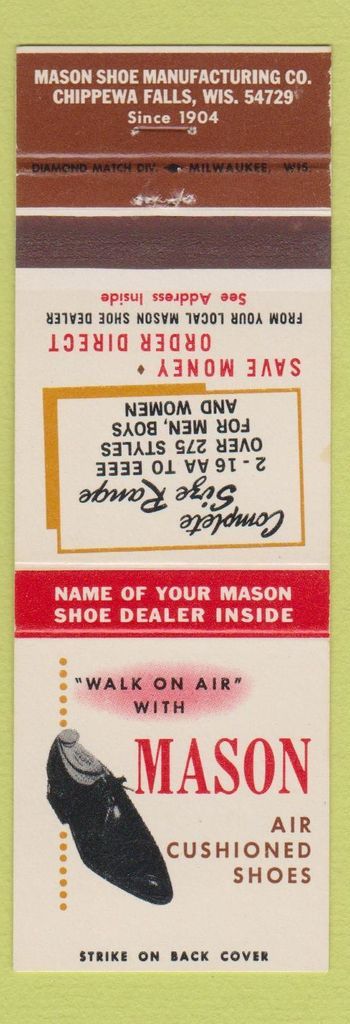 MASON SHOE MANUFACTURING CO.
CHIPPEWA FALLS, WIS. 54729
Since 1904
DIAMOND MATCH DIV. MILWAUKEE, WIS.
Complete
Size Range
2 - 16 AA TO EEEE
OVER 275 STYLES
FOR MEN, BOYS
AND WOMEN
SAVE MONEY ♦
ORDER DIRECT
FROM YOUR LOCAL MASON SHOE DEALER
See Address Inside
NAME OF YOUR MASON
SHOE DEALER INSIDE
"WALK ON AIR"
WITH
MASON
AIR
CUSHIONED
SHOES
STRIKE ON BACK COVER